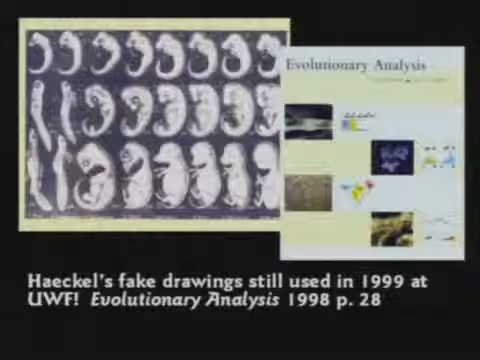 Evolutionary Analysis
Haeckel's fake drawings still used in 1999 at
UWF! Evolutionary Analysis 1998 p. 28